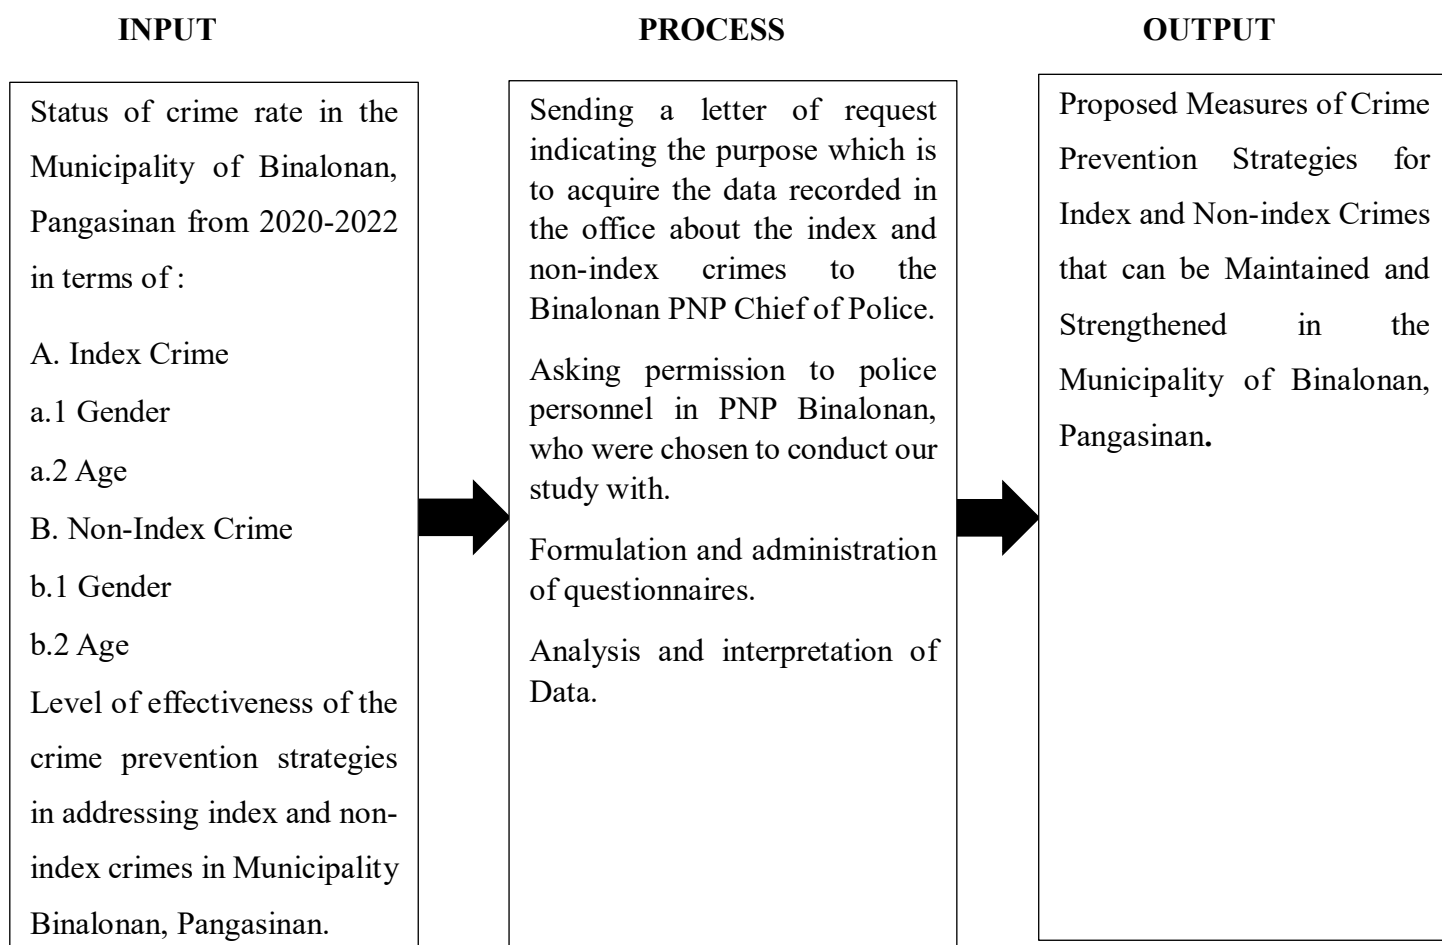 INPUT
Status of crime rate in the
Municipality of Binalonan,
Pangasinan from 2020-2022
in terms of :
A. Index Crime
a.1 Gender
a.2 Age
B. Non-Index Crime
b.1 Gender
b.2 Age
Level of effectiveness of the
crime prevention strategies
in addressing index and non-
index crimes in Municipality
Binalonan, Pangasinan.
PROCESS
Sending a letter of request
indicating the purpose which is
to acquire the data recorded in
the office about the index and
non-index crimes to the
Binalonan PNP Chief of Police.
Asking permission to police
personnel in PNP Binalonan,
who were chosen to conduct our
study with.
Formulation and administration
of questionnaires.
Analysis and interpretation of
Data.
OUTPUT
Proposed Measures of Crime
Prevention Strategies for
Index and Non-index Crimes
that can be Maintained and
Strengthened in the
Municipality of Binalonan,
Pangasinan.